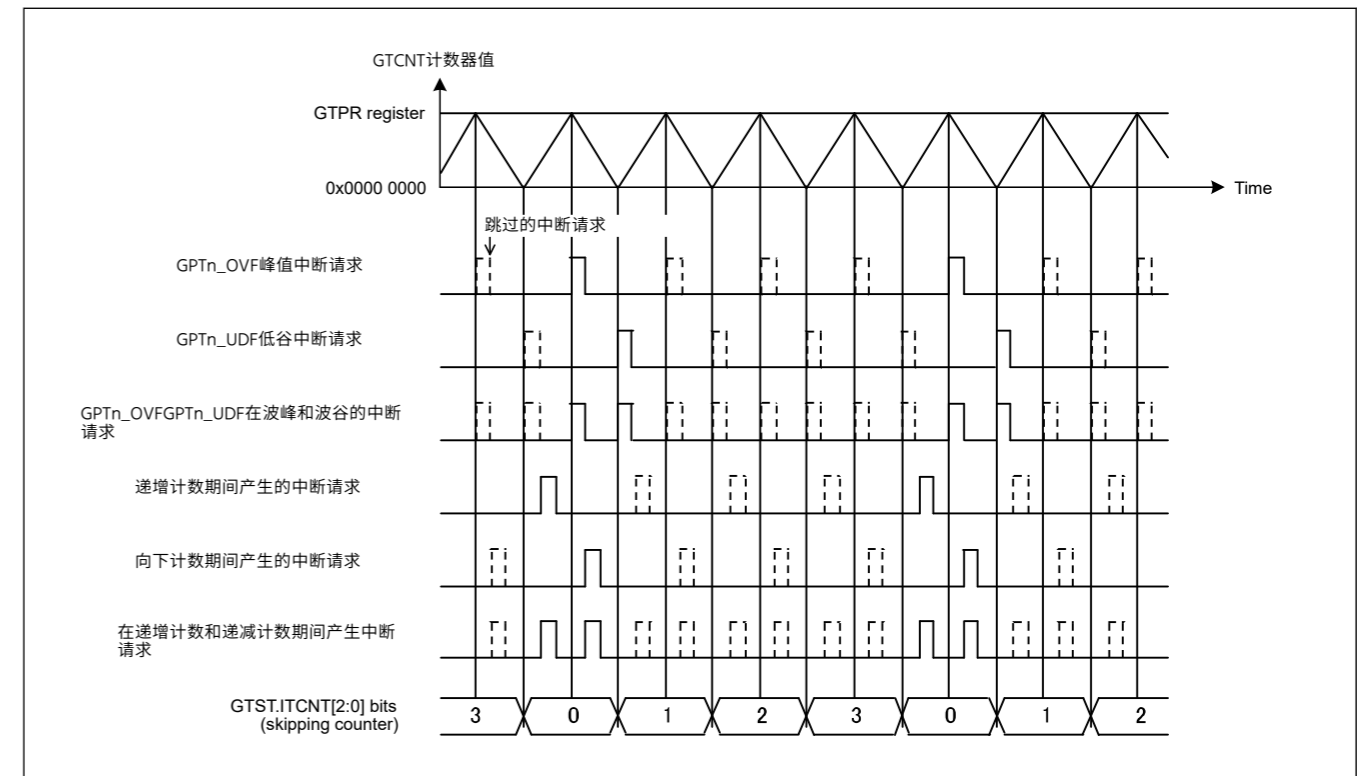 GTCNT计数器值
GTPR register
0x0000 0000
Time
跳过的中断请求
GPTn_OVF峰值中断请求
GPTn_UDF低谷中断请求
GPTn_OVFGPTn_UDF在波峰和波谷的中断
请求
递增计数期间产生的中断请求
向下计数期间产生的中断请求
在递增计数和递减计数期间产生中断
请求
GTST.ITCNT[2:0] bits
(skipping counter)
3 0 1 2 3 0 1 2